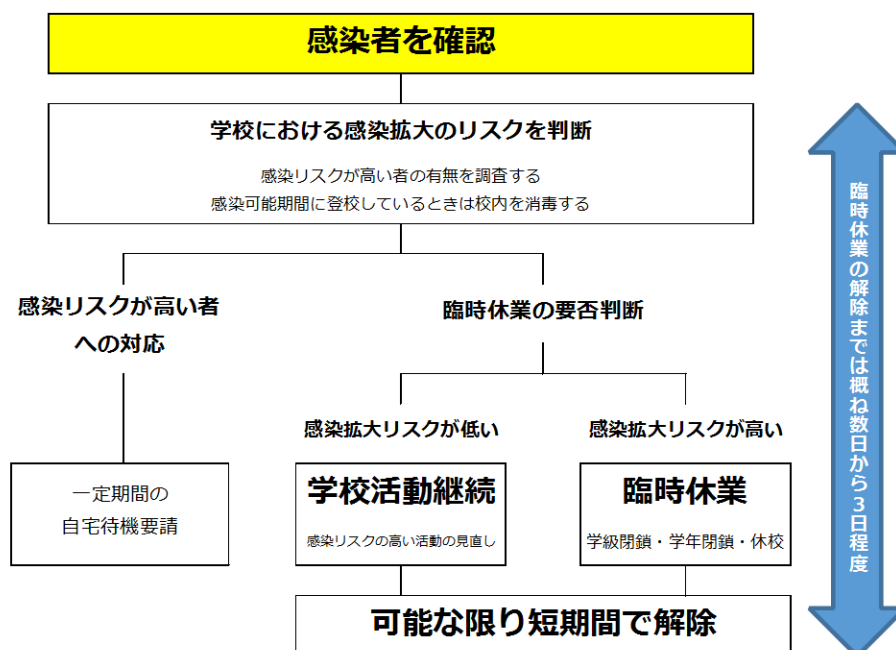 感染者を確認
学校における感染拡大のリスクを判断
感染リスクが高い者の有無を調査する
感染可能期間に登校しているときは校内を消毒する
感染リスクが高い者
への対応
臨時休業の要否判断
感染拡大リスクが低い
感染拡大リスクが高い
一定期間の
自宅待機要請
学校活動継続
感染リスクの高い活動の見直し
臨時休業
学級閉鎖・学年閉鎖・休校
可能な限り短期間で解除
臨時休業の解除までは概ね数日から3日程度